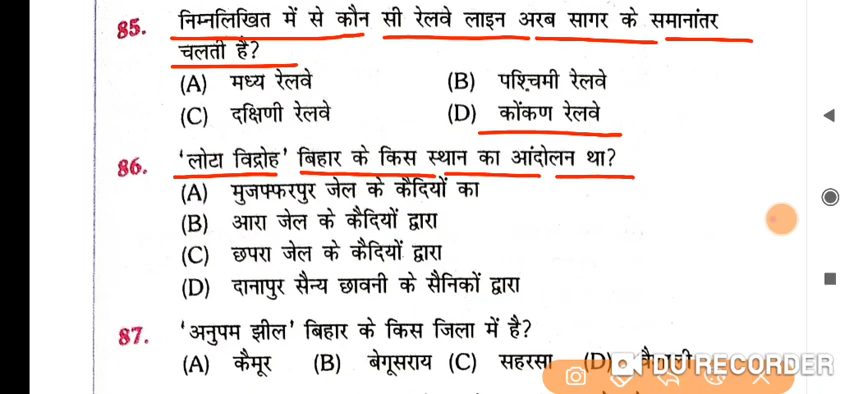 85. निम्नलिखित में से कौन सी रेलवे लाइन अरब सागर के समानांतर
चलती है?
(A) मध्य रेलवे (B) पश्चिमी रेलवे
(C) दक्षिणी रेलवे (D) कोंकण रेलवे
86. 'लोटा विद्रोह' बिहार के किस स्थान का आंदोलन था?
(A) मुजफ्फरपुर जेल के कैदियों का
(B) आरा जेल के कैदियों द्वारा
(C) छपरा जेल के कैदियों द्वारा
(D) दानापुर सैन्य छावनी के सैनिकों द्वारा
87. 'अनुपम झील' बिहार के किस जिला में है?
(A) कैमूर (B) बेगूसराय (C) सहरसा (D)
DU RECORDER